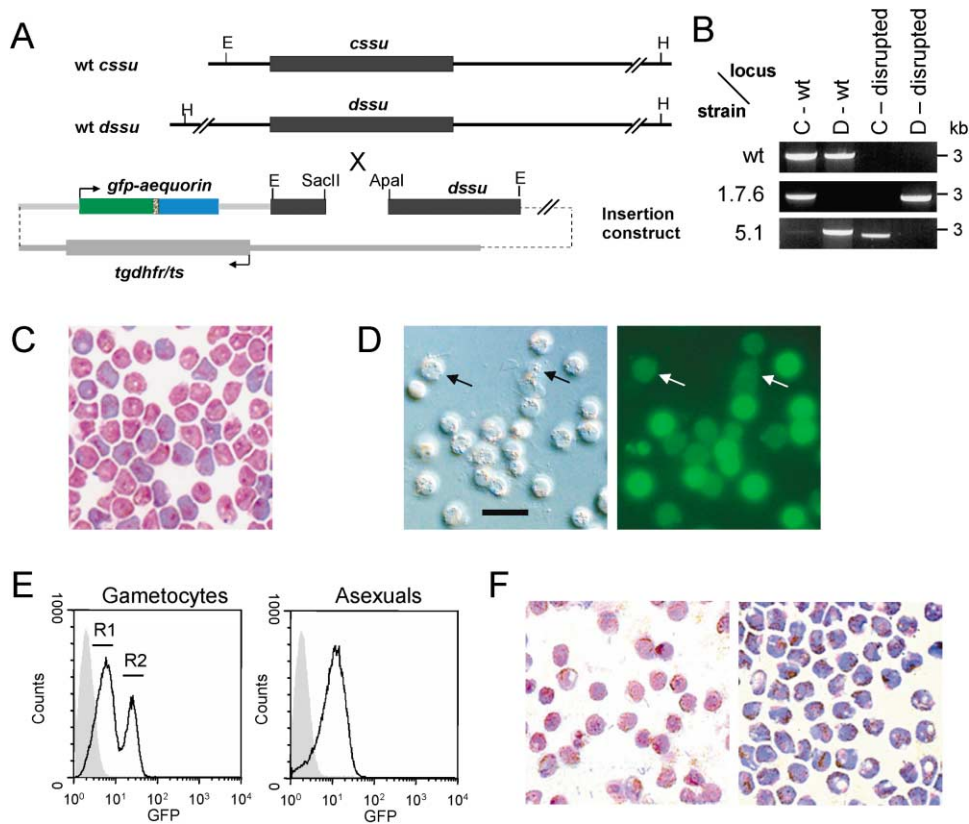 A
wt cssu
E
cssu
H
wt dssu
H
dssu
H
X
gfp-aequorin
E
SacII
ApaI
dssu
E
Insertion
construct
tgdhfr/ts
B
locus
strain
C - wt
D - wt
C – disrupted
D – disrupted
kb
wt
3
1.7.6
3
5.1
3
C
D
E
Gametocytes
Asexuals
1000
R1
R2
Counts
0
10⁰ 10¹ 10² 10³ 10⁴
GFP
1000
Counts
0
10⁰ 10¹ 10² 10³ 10⁴
GFP
F